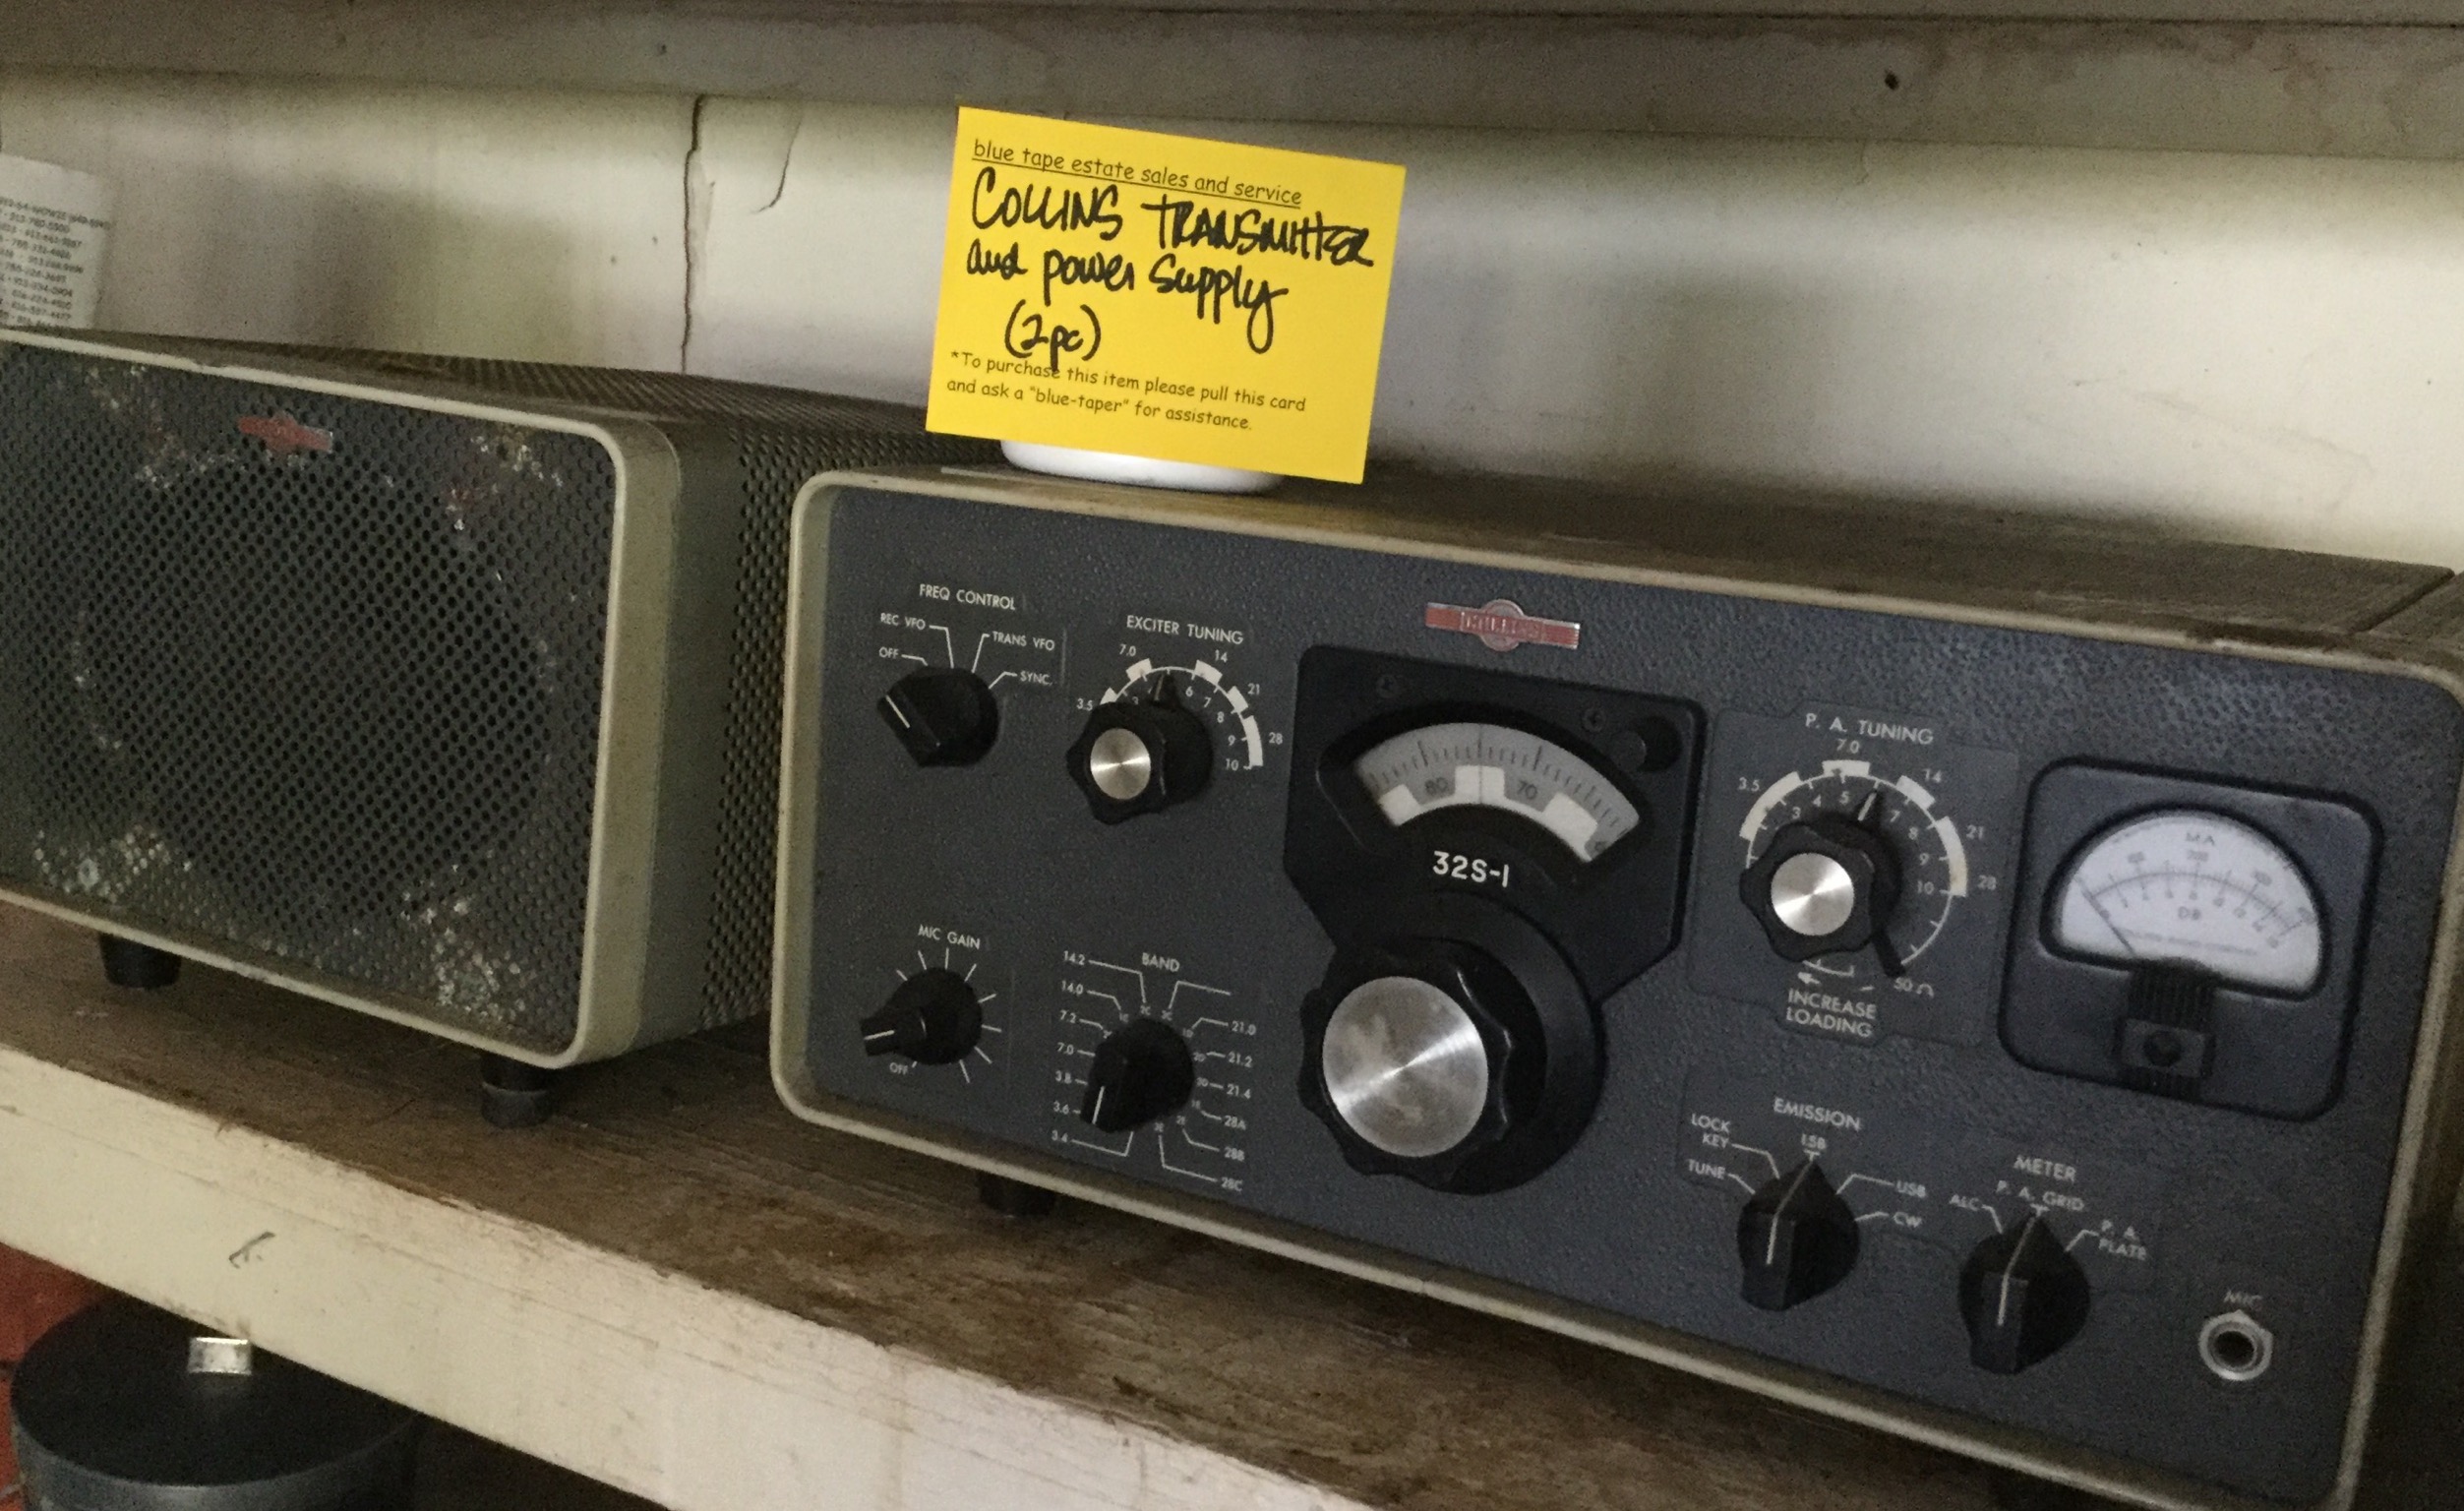 blue tape estate sales and service
COLLINS TRANSMITTER
and power supply
(2pc)
*To purchase this item please pull this card
and ask a "blue-taper" for assistance.
FREQ CONTROL
REC VFO
TRANS VFO
OFF
SYNC.
EXCITER TUNING
7.0
14
3.5
21
28
3
6
7
8
9
10
COLLINS
80
70
32S-1
P. A. TUNING
7.0
3.5
14
21
28
3
4
5
7
8
9
10
50 Ω
INCREASE
LOADING
MA
DB
MIC GAIN
OFF
BAND
14.2
14.0
7.2
7.0
3.8
3.6
3.4
21.0
21.2
21.4
28A
28B
28C
EMISSION
LOCK
KEY
LSB
TUNE
USB
CW
METER
ALC
P. A. GRID
P. A.
PLATE
MIC